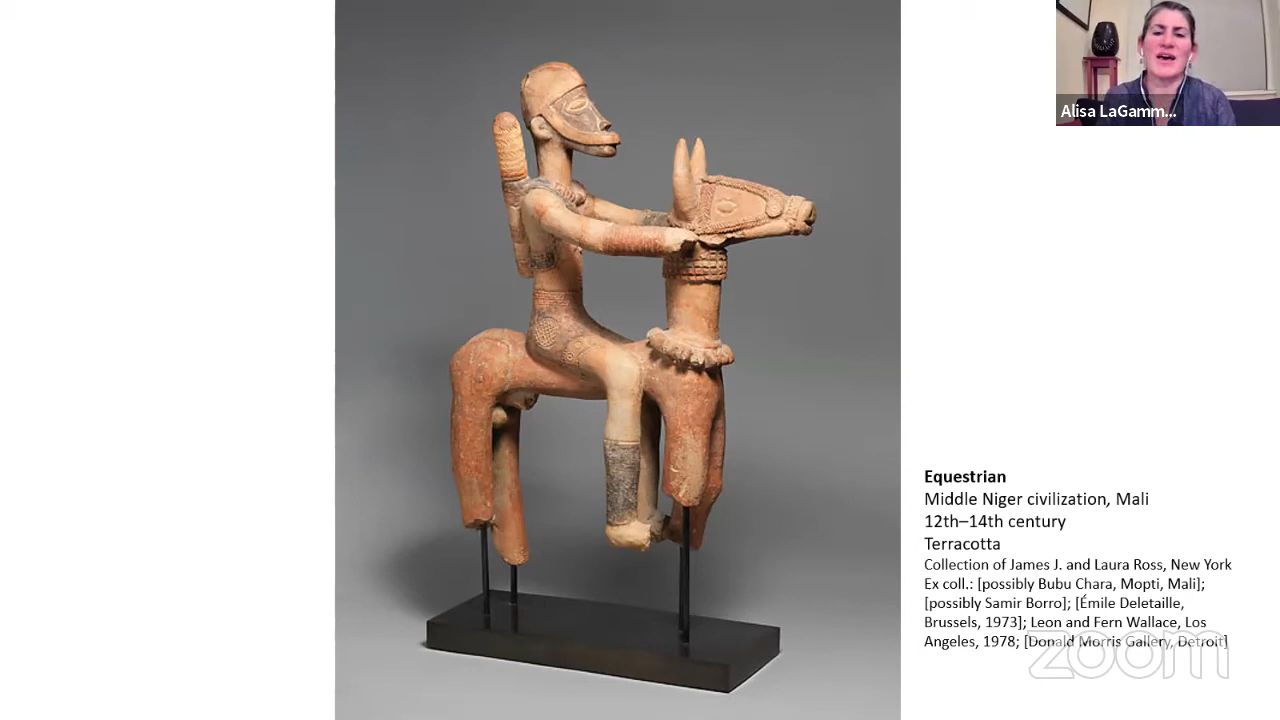 Alisa LaGamm...
Equestrian
Middle Niger civilization, Mali
12th–14th century
Terracotta
Collection of James J. and Laura Ross, New York
Ex coll.: [possibly Bubu Chara, Mopti, Mali];
[possibly Samir Borro]; [Émile Deletaille,
Brussels, 1973]; Leon and Fern Wallace, Los
Angeles, 1978; [Donald Morris Gallery, Detroit]
zoom